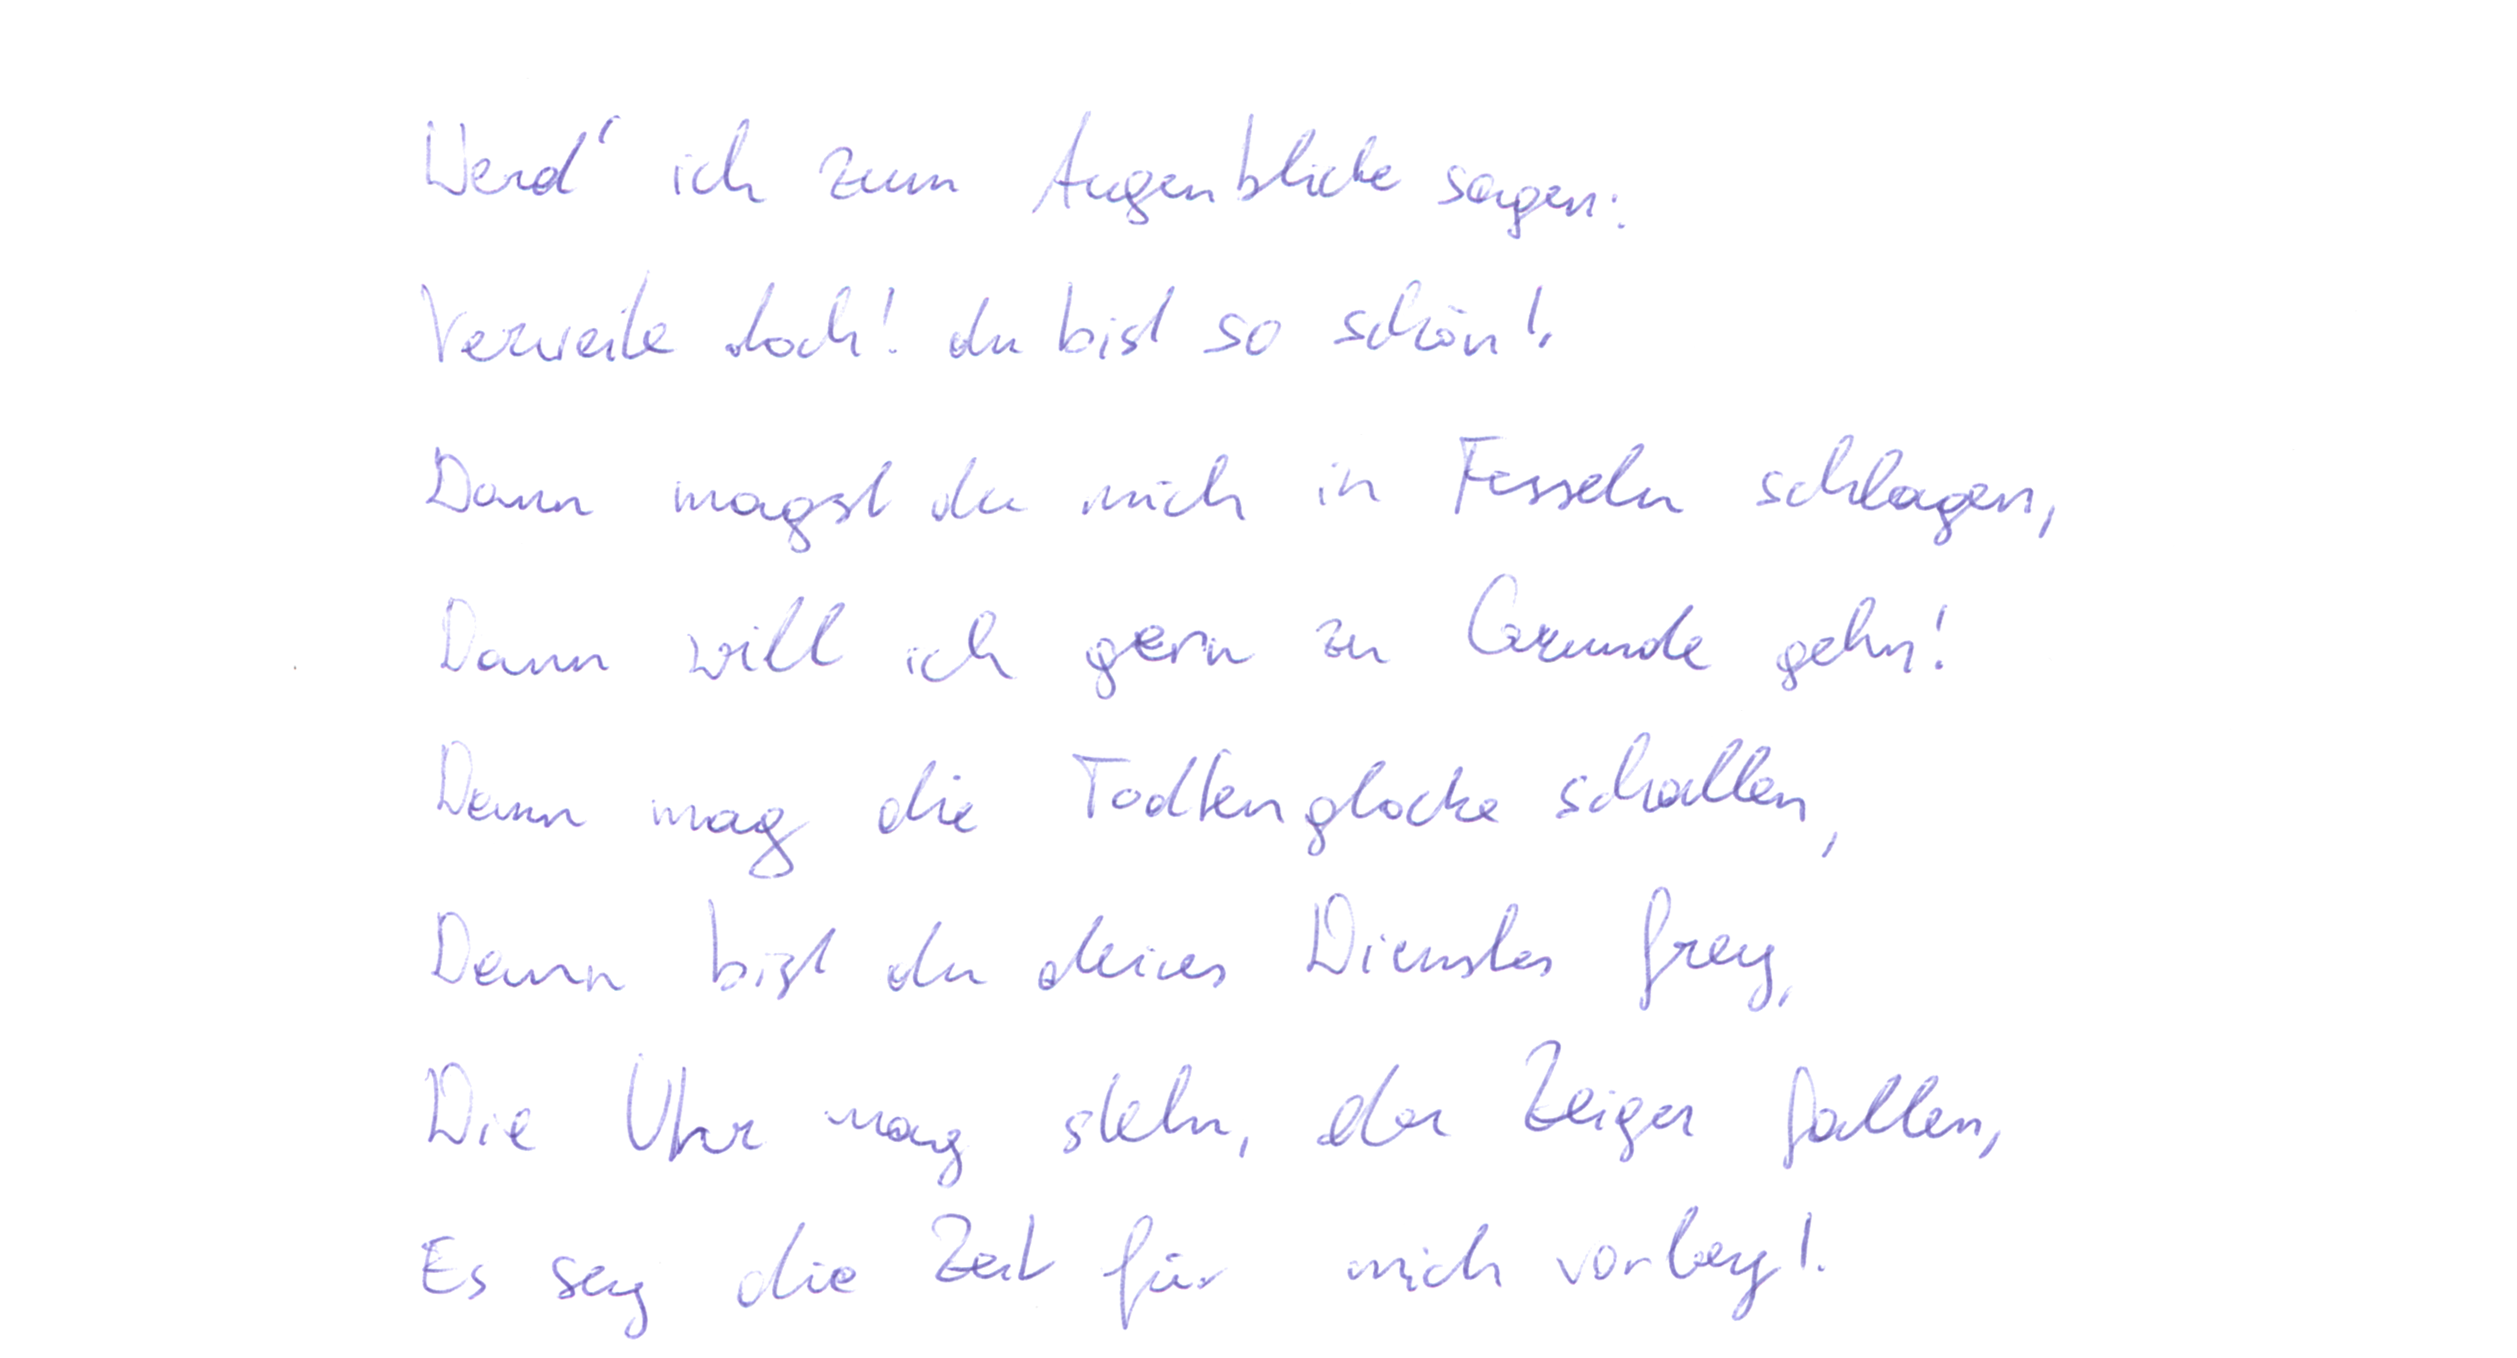 Werd' ich zum Augenblicke sagen:
Verweile doch! du bist so schön!
Dann magst du mich in Fesseln schlagen,
Dann will ich gern zu Grunde gehn!
Dann mag die Todtenglocke schallen,
Dann bist du deines Dienstes frey,
Die Uhr mag stehn, der Zeiger fallen,
Es sey die Zeit für mich vorbey!